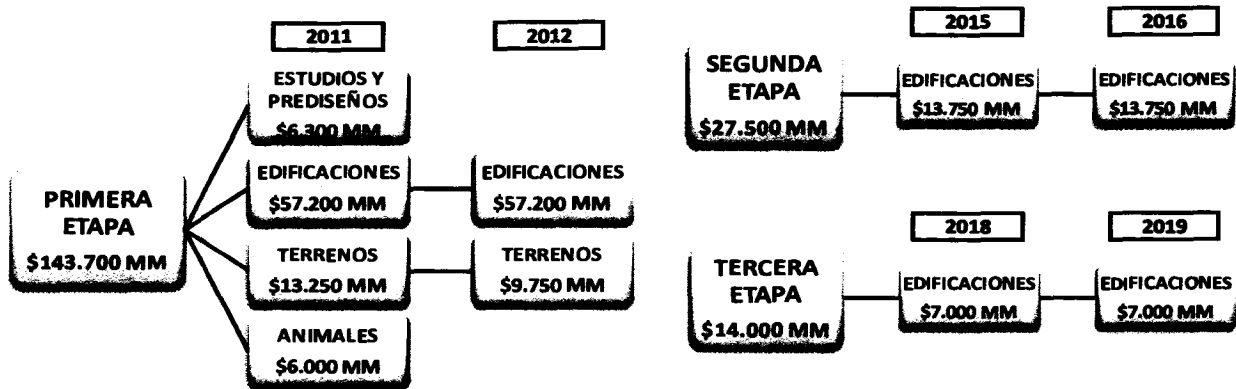 2011
2012
ESTUDIOS Y
PREDISEÑOS
$6.300 MM
PRIMERA
ETAPA
$143.700 MM
EDIFICACIONES
$57.200 MM
EDIFICACIONES
$57.200 MM
TERRENOS
$13.250 MM
TERRENOS
$9.750 MM
ANIMALES
$6.000 MM
2015
2016
SEGUNDA
ETAPA
$27.500 MM
EDIFICACIONES
$13.750 MM
EDIFICACIONES
$13.750 MM
2018
2019
TERCERA
ETAPA
$14.000 MM
EDIFICACIONES
$7.000 MM
EDIFICACIONES
$7.000 MM